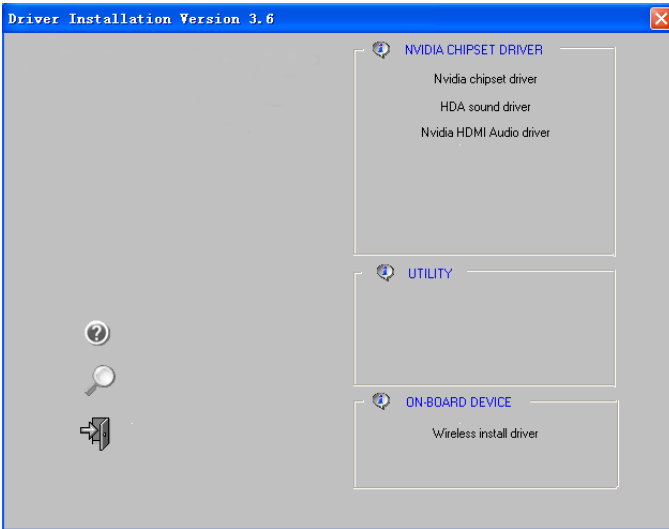 Driver Installation Version 3.6
NVIDIA CHIPSET DRIVER
Nvidia chipset driver
HDA sound driver
Nvidia HDMI Audio driver
UTILITY
ON-BOARD DEVICE
Wireless install driver